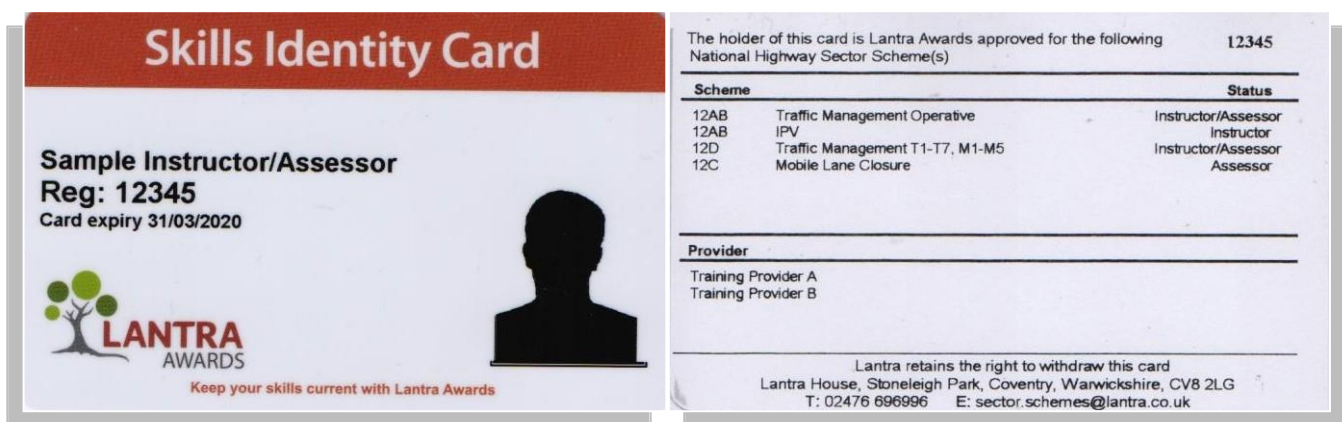 Skills Identity Card
Sample Instructor/Assessor
Reg: 12345
Card expiry 31/03/2020
LANTRA
AWARDS
Keep your skills current with Lantra Awards
The holder of this card is Lantra Awards approved for the following 12345
National Highway Sector Scheme(s)
Scheme Status
12AB Traffic Management Operative Instructor/Assessor
12AB IPV Instructor
12D Traffic Management T1-T7, M1-M5 Instructor/Assessor
12C Mobile Lane Closure Assessor
Provider
Training Provider A
Training Provider B
Lantra retains the right to withdraw this card
Lantra House, Stoneleigh Park, Coventry, Warwickshire, CV8 2LG
T: 02476 696996 E: sector.schemes@lantra.co.uk